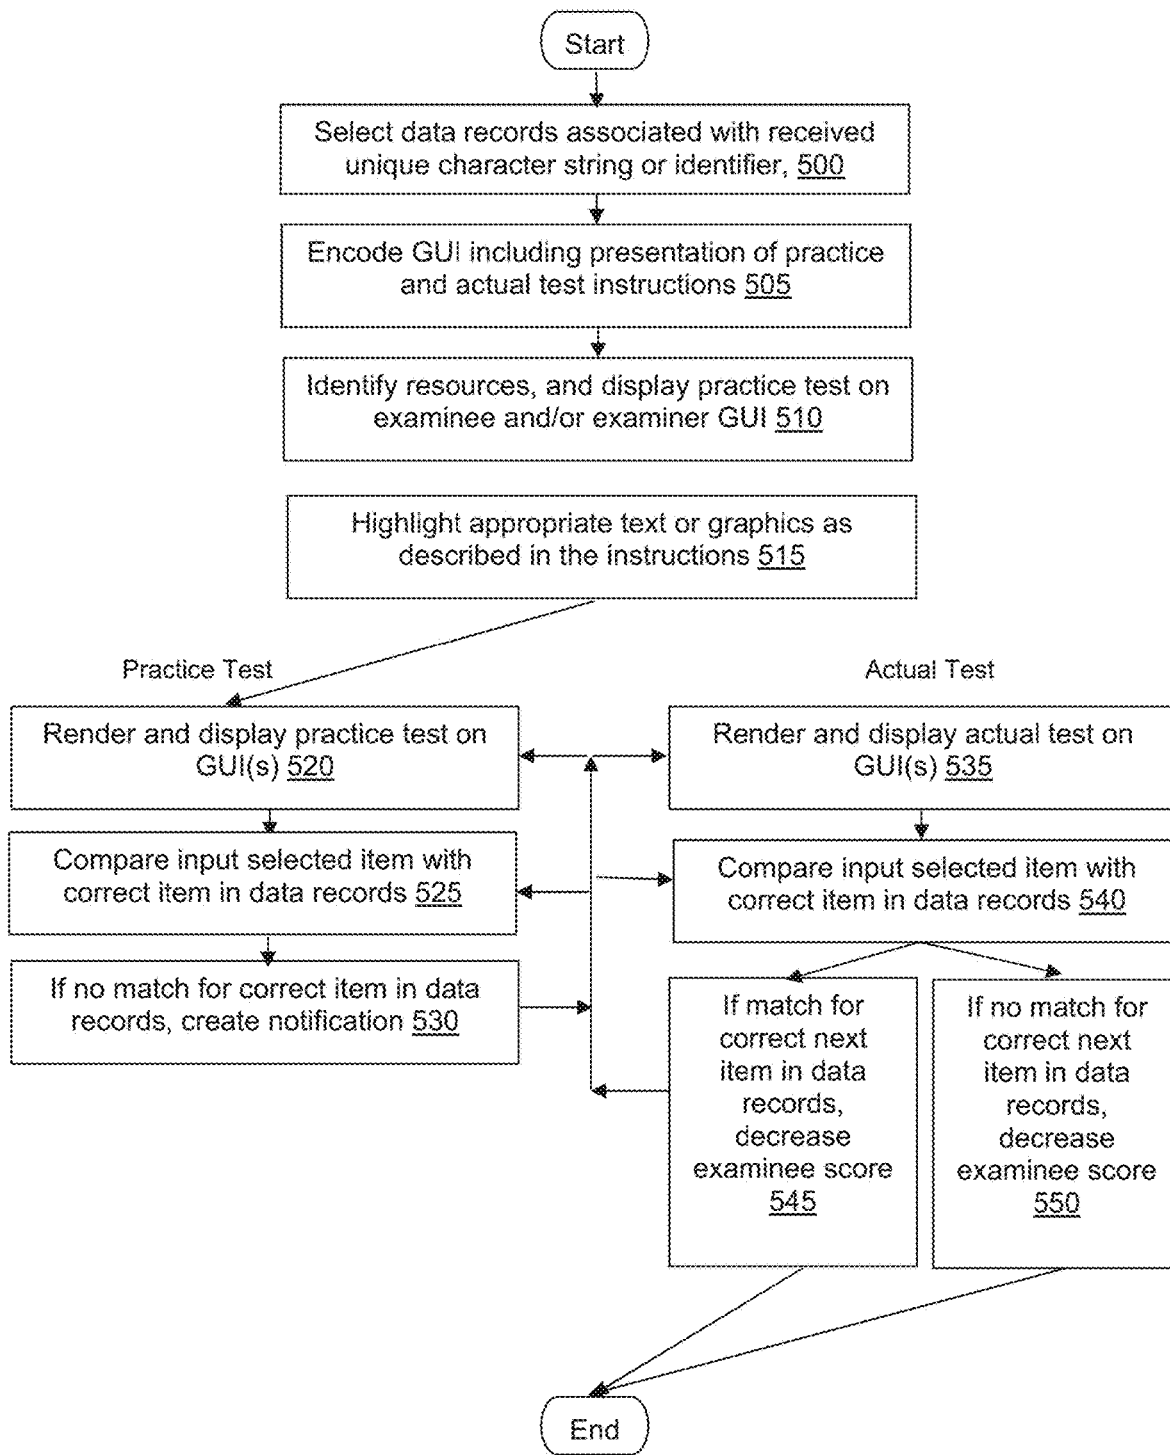 Start
Select data records associated with received
unique character string or identifier, 500
Encode GUI including presentation of practice
and actual test instructions 505
Identify resources, and display practice test on
examinee and/or examiner GUI 510
Highlight appropriate text or graphics as
described in the instructions 515
Practice Test
Actual Test
Render and display practice test on
GUI(s) 520
Render and display actual test on
GUI(s) 535
Compare input selected item with
correct item in data records 525
Compare input selected item with
correct item in data records 540
If no match for correct item in data
records, create notification 530
If match for
correct next
item in data
records,
decrease
examinee score
545
If no match for
correct next
item in data
records,
decrease
examinee score
550
End